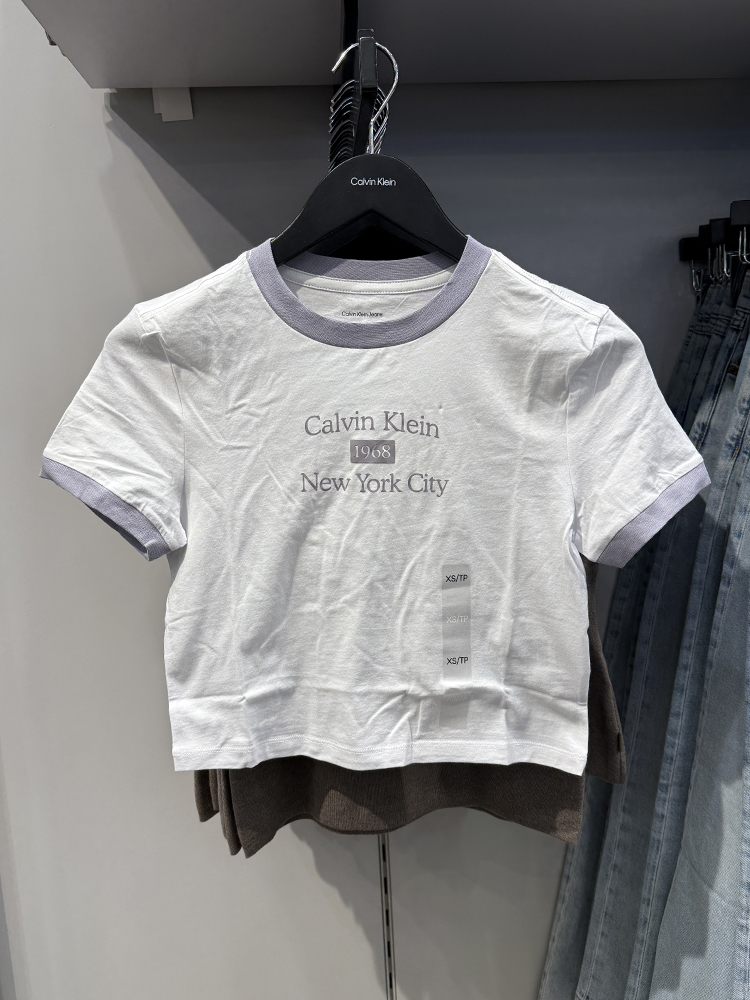 Calvin Klein
Calvin Klein Jeans
Calvin Klein
1968
New York City
XS/TP
XS/TP
XS/TP